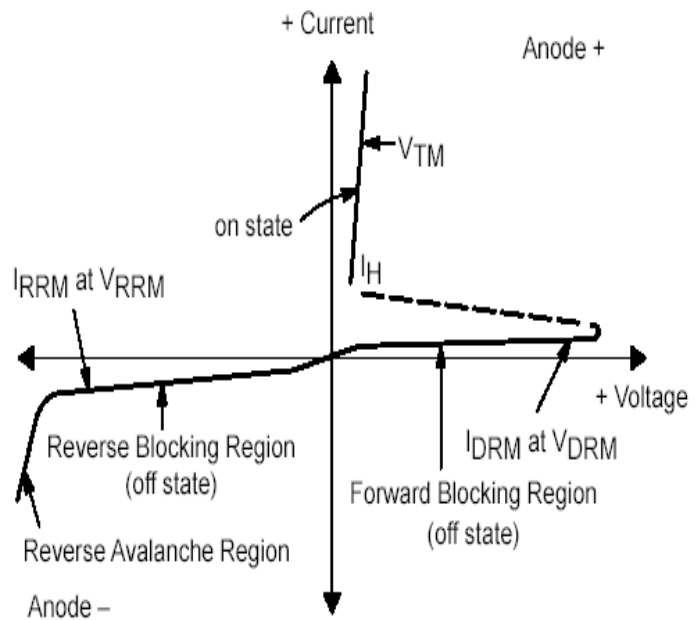 + Current
Anode +
VTM
on state
IH
IRRM at VRRM
+ Voltage
IDRM at VDRM
Reverse Blocking Region
(off state)
Forward Blocking Region
(off state)
Reverse Avalanche Region
Anode –